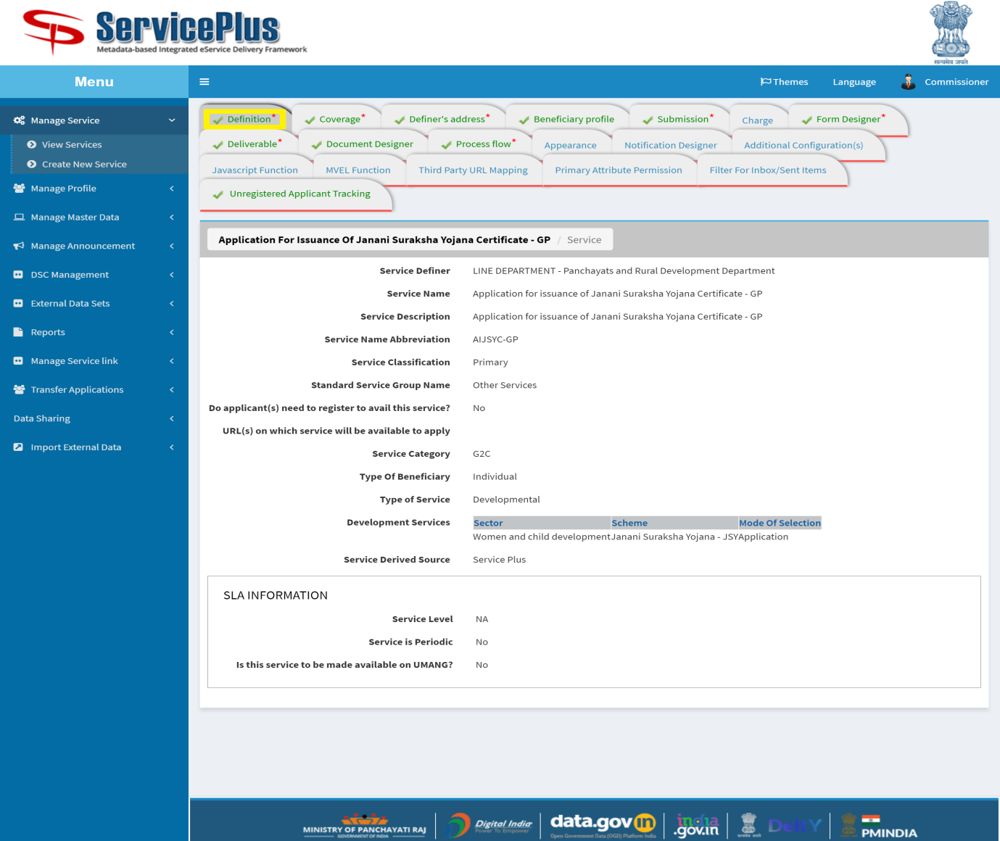 ServicePlus
Metadata-based Integrated eService Delivery Framework
सत्यमेव जयते
Menu
Themes Language Commissioner
Manage Service
View Services
Create New Service
Manage Profile
Manage Master Data
Manage Announcement
DSC Management
External Data Sets
Reports
Manage Service link
Transfer Applications
Data Sharing
Import External Data
Definition* Coverage* Definer's address* Beneficiary profile Submission* Charge Form Designer*
Deliverable* Document Designer Process flow* Appearance Notification Designer Additional Configuration(s)
Javascript Function MVEL Function Third Party URL Mapping Primary Attribute Permission Filter For Inbox/Sent Items
Unregistered Applicant Tracking
Application For Issuance Of Janani Suraksha Yojana Certificate - GP / Service
Service Definer LINE DEPARTMENT - Panchayats and Rural Development Department
Service Name Application for issuance of Janani Suraksha Yojana Certificate - GP
Service Description Application for issuance of Janani Suraksha Yojana Certificate - GP
Service Name Abbreviation AIJSYC-GP
Service Classification Primary
Standard Service Group Name Other Services
Do applicant(s) need to register to avail this service? No
URL(s) on which service will be available to apply
Service Category G2C
Type Of Beneficiary Individual
Type of Service Developmental
Development Services Sector Scheme Mode Of Selection
Women and child development Janani Suraksha Yojana - JSY Application
Service Derived Source Service Plus
SLA INFORMATION
Service Level NA
Service is Periodic No
Is this service to be made available on UMANG? No
MINISTRY OF PANCHAYATI RAJ
GOVERNMENT OF INDIA
Digital India
Power To Empower
data.gov in
Open Government Data (OGD) Platform India
india
.gov.in
DeitY
PMINDIA